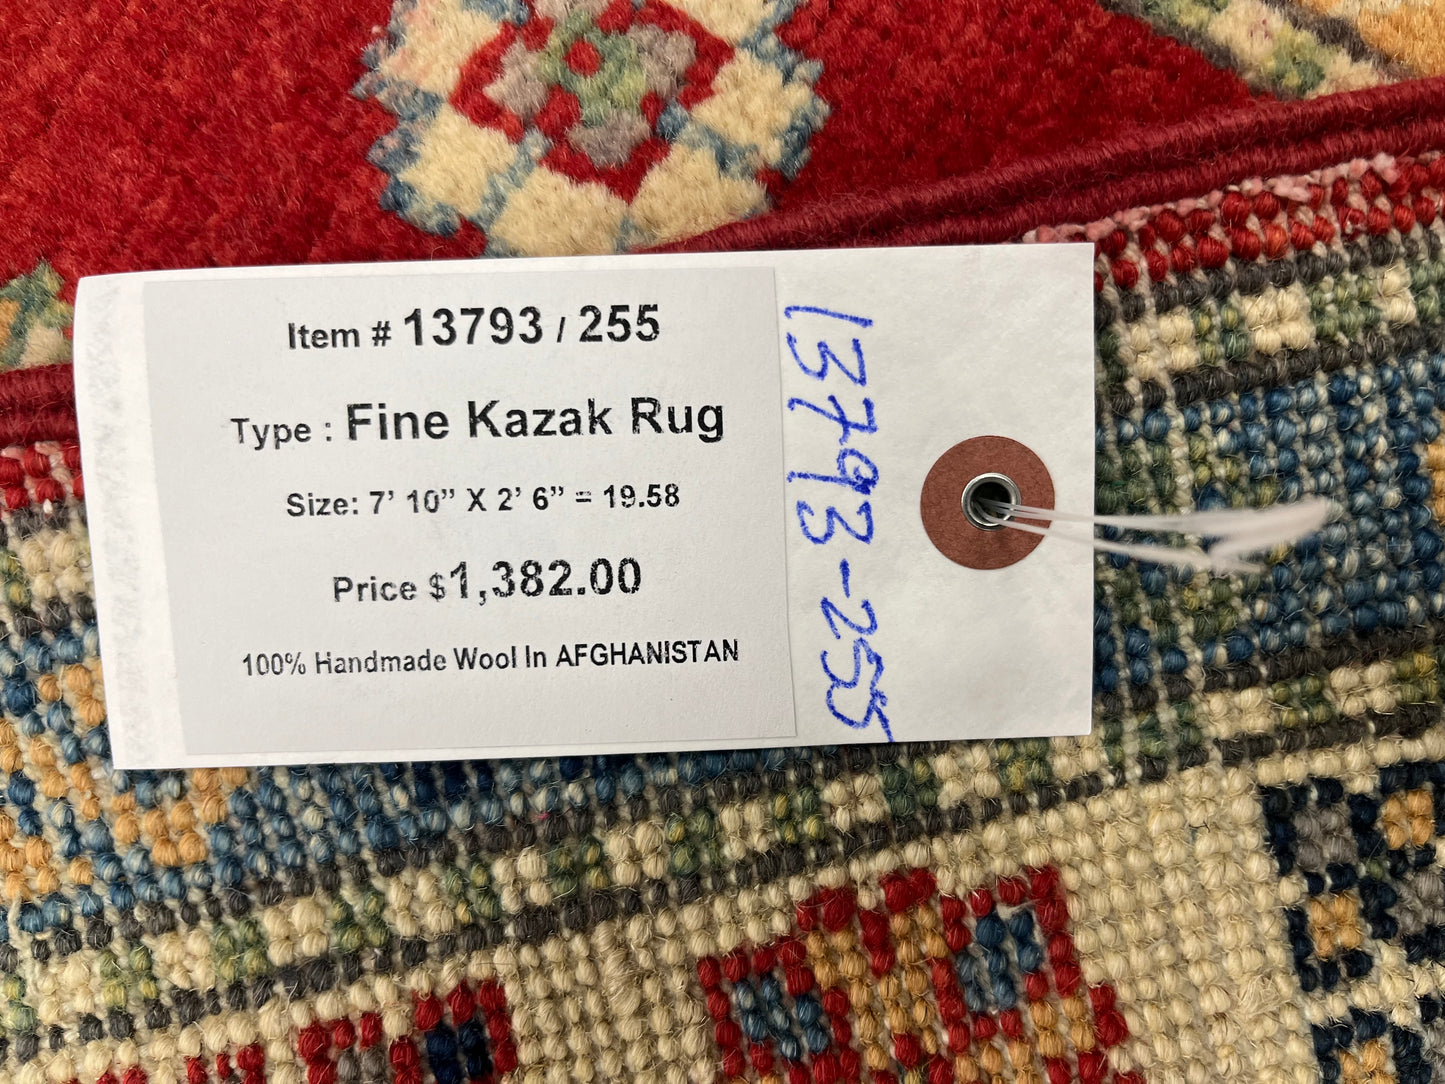 Item # 13793 / 255
Type : Fine Kazak Rug
Size: 7’ 10” X 2’ 6” = 19.58
Price $1,382.00
100% Handmade Wool In AFGHANISTAN
13793-255